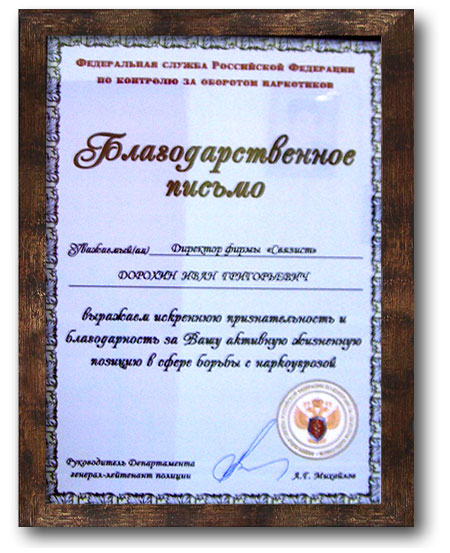 Федеральная служба Российской Федерации
по контролю за оборотом наркотиков
Благодарственное
письмо
Уважаемый(ая) Директор фирмы «Связист»
ДОРОХИН ИВАН ГРИГОРЬЕВИЧ
выражаем искреннюю признательность и
благодарность за Вашу активную жизненную
позицию в сфере борьбы с наркоугрозой
Руководитель Департамента
генерал-лейтенант полиции
А.Г. Михайлов